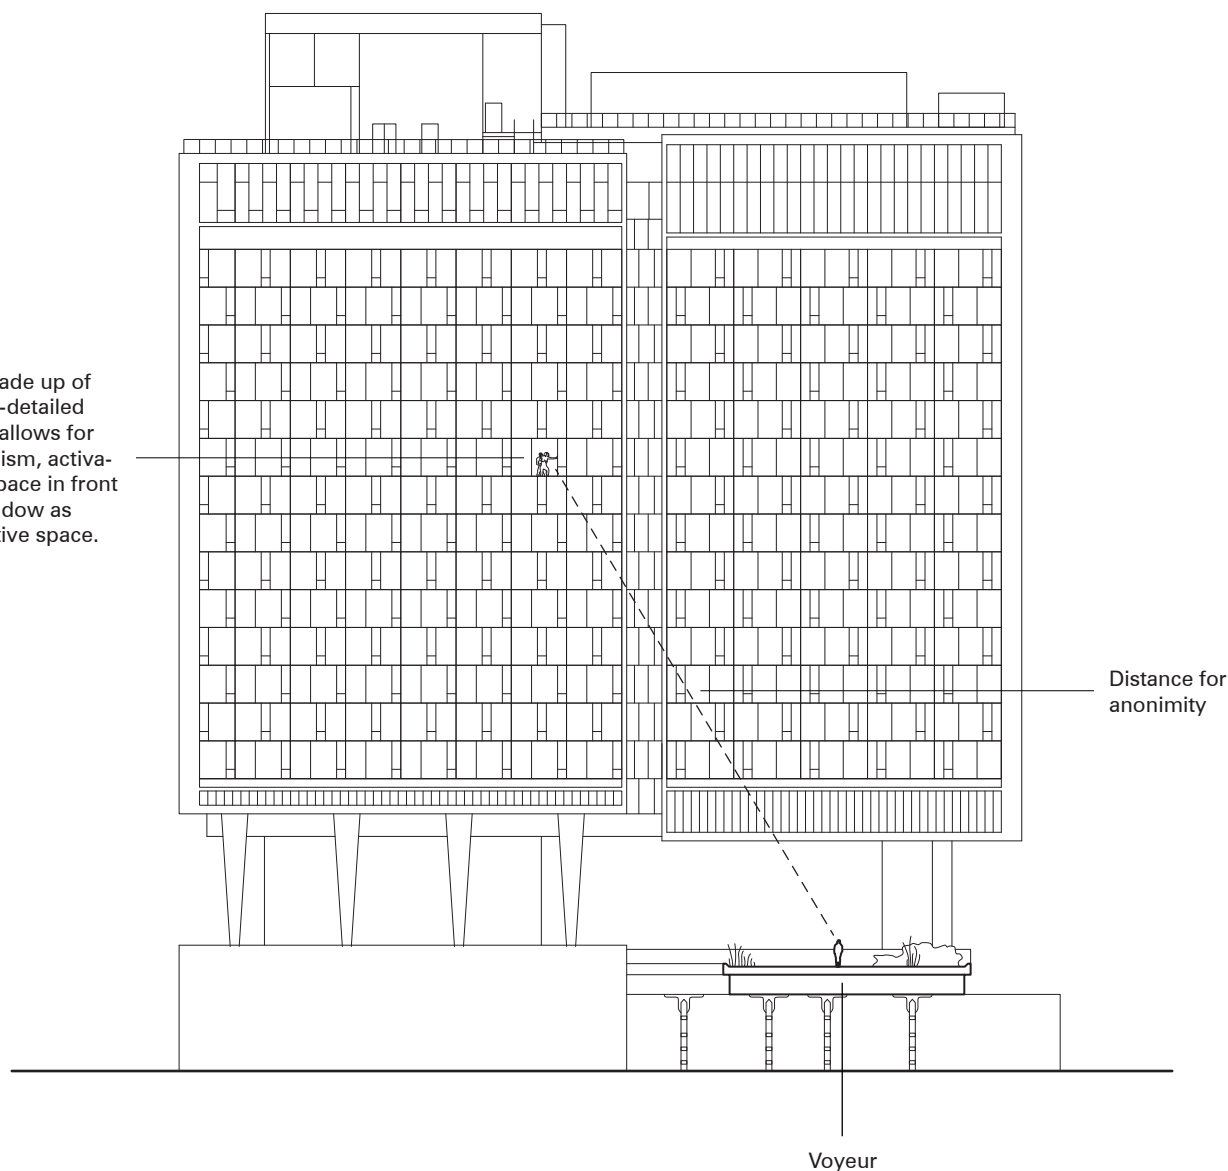 ade up of
-detailed
allows for
ism, activa-
pace in front
dow as
tive space.
Distance for
anonimity
Voyeur